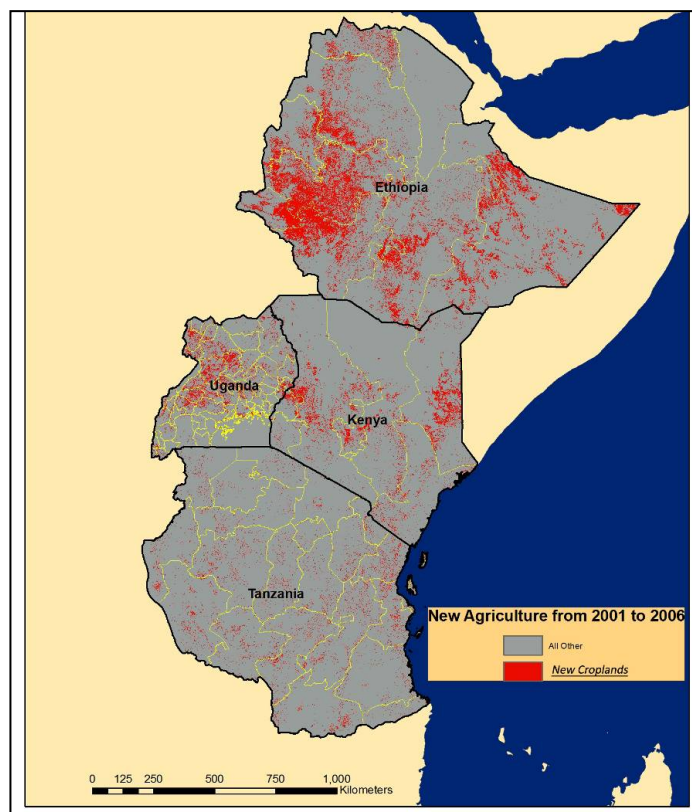 Ethiopia
Uganda
Kenya
Tanzania
New Agriculture from 2001 to 2006
All Other
New Croplands
0 125 250 500 750 1,000
Kilometers